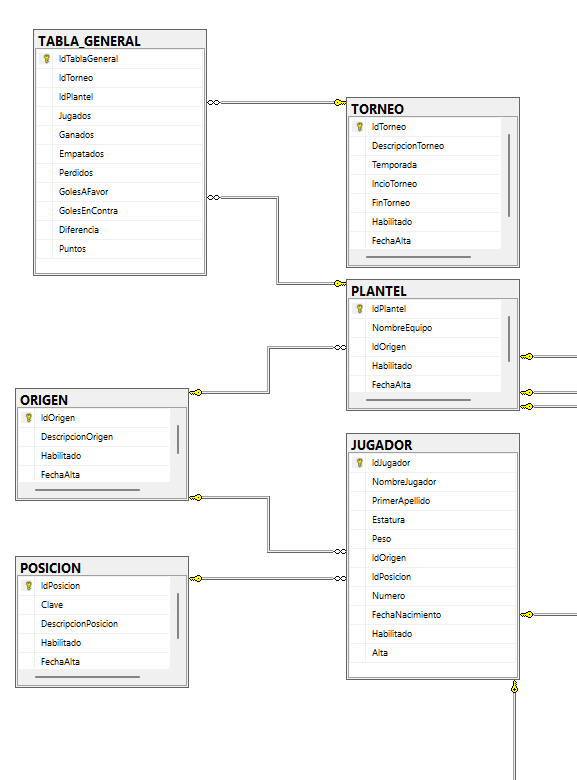 TABLA_GENERAL
IdTablaGeneral
IdTorneo
IdPlantel
Jugados
Ganados
Empatados
Perdidos
GolesAFavor
GolesEnContra
Diferencia
Puntos
TORNEO
IdTorneo
DescripcionTorneo
Temporada
IncioTorneo
FinTorneo
Habilitado
FechaAlta
PLANTEL
IdPlantel
NombreEquipo
IdOrigen
Habilitado
FechaAlta
ORIGEN
IdOrigen
DescripcionOrigen
Habilitado
FechaAlta
JUGADOR
IdJugador
NombreJugador
PrimerApellido
Estatura
Peso
IdOrigen
IdPosicion
Numero
FechaNacimiento
Habilitado
Alta
POSICION
IdPosicion
Clave
DescripcionPosicion
Habilitado
FechaAlta